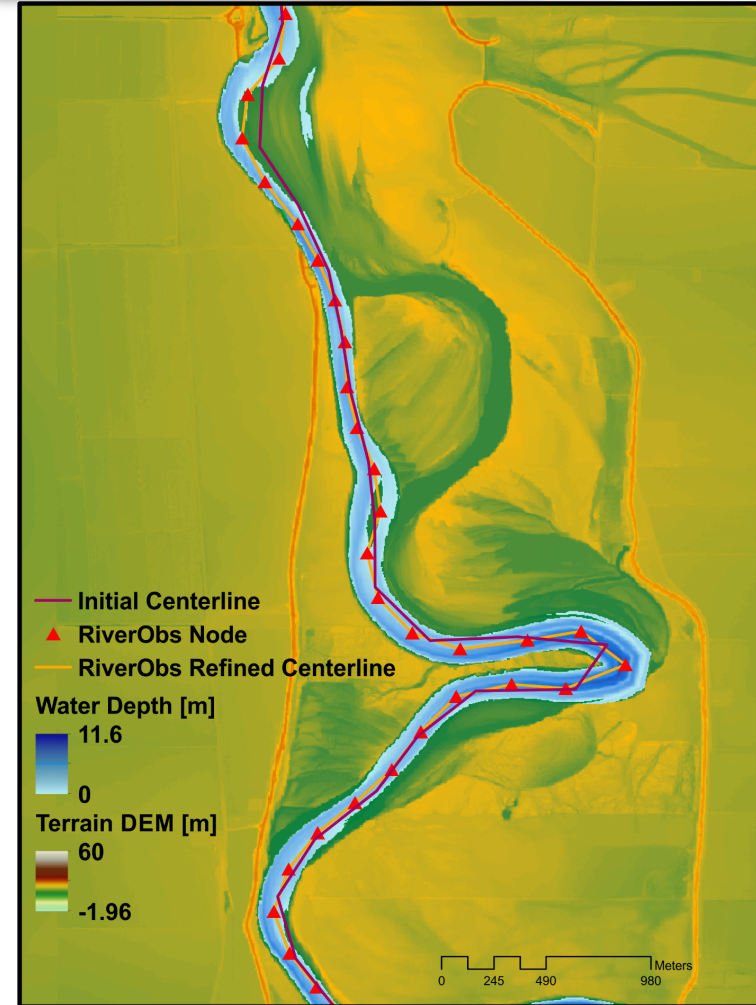 Initial Centerline
RiverObs Node
RiverObs Refined Centerline
Water Depth [m]
11.6
0
Terrain DEM [m]
60
-1.96
Meters
0 245 490 980